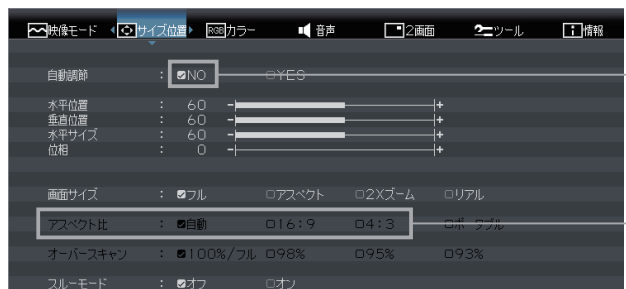 映像モード サイズ位置 RGBカラー 音声 2画面 ツール 情報
自動調節 : NO YES
水平位置 : 60 - +
垂直位置 : 60 - +
水平サイズ : 60 - +
位相 : 0 - +
画面サイズ : フル アスペクト 2Xズーム リアル
アスペクト比 : 自動 16:9 4:3
オーバースキャン : 100%/フル 98% 95% 93%
スルーモード : オフ オン